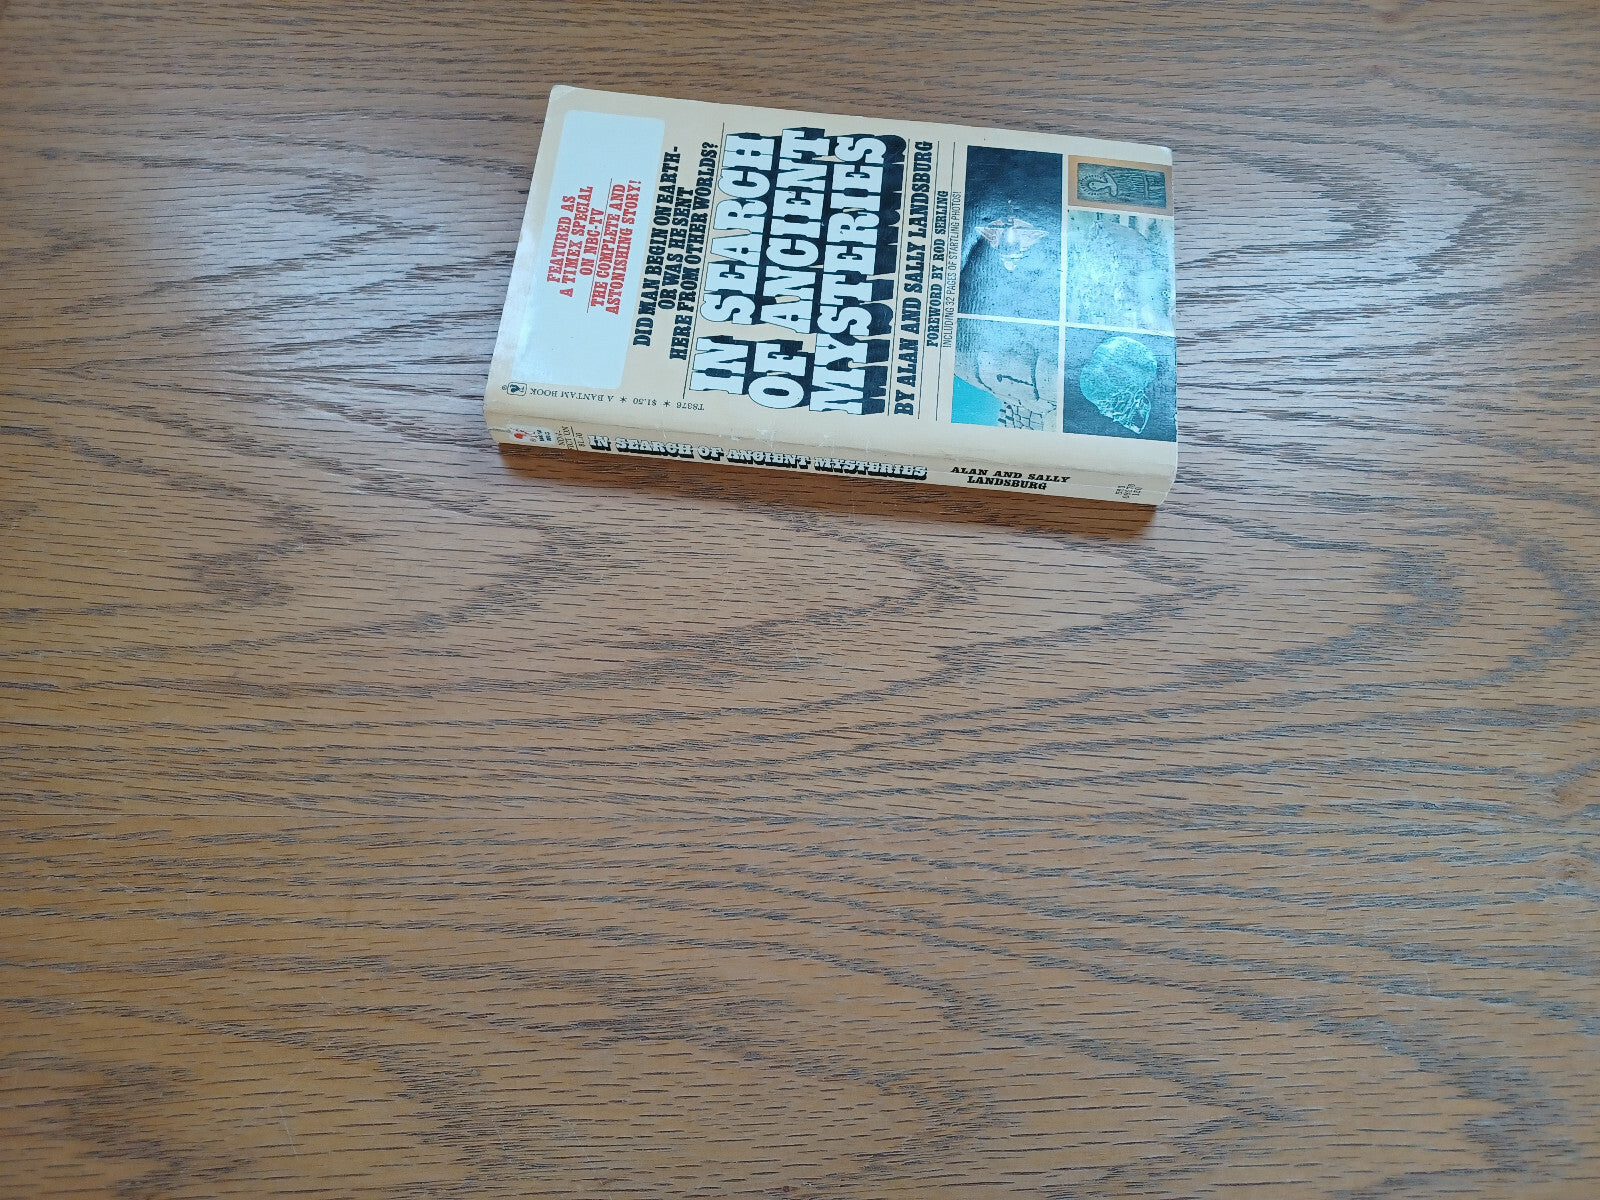 FEATURED AS
A TIMEX SPECIAL
ON NBC-TV
THE COMPLETE AND
ASTONISHING STORY!
DID MAN BEGIN ON EARTH-
OR WAS HE SENT
HERE FROM OTHER WORLDS?
IN SEARCH
OF ANCIENT
MYSTERIES
BY ALAN AND SALLY LANDSBURG
FOREWORD BY ROD SERLING
INCLUDING 32 PAGES OF STARTLING PHOTOS!
T8376 ★ $1.50 ★ A BANTAM BOOK
IN SEARCH OF ANCIENT MYSTERIES
ALAN AND SALLY
LANDSBURG